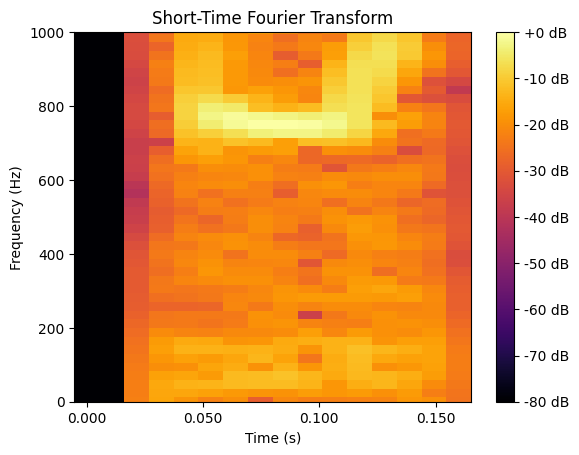 Short-Time Fourier Transform
1000
800
600
400
200
0
Frequency (Hz)
0.000
0.050
0.100
0.150
Time (s)
+0 dB
-10 dB
-20 dB
-30 dB
-40 dB
-50 dB
-60 dB
-70 dB
-80 dB